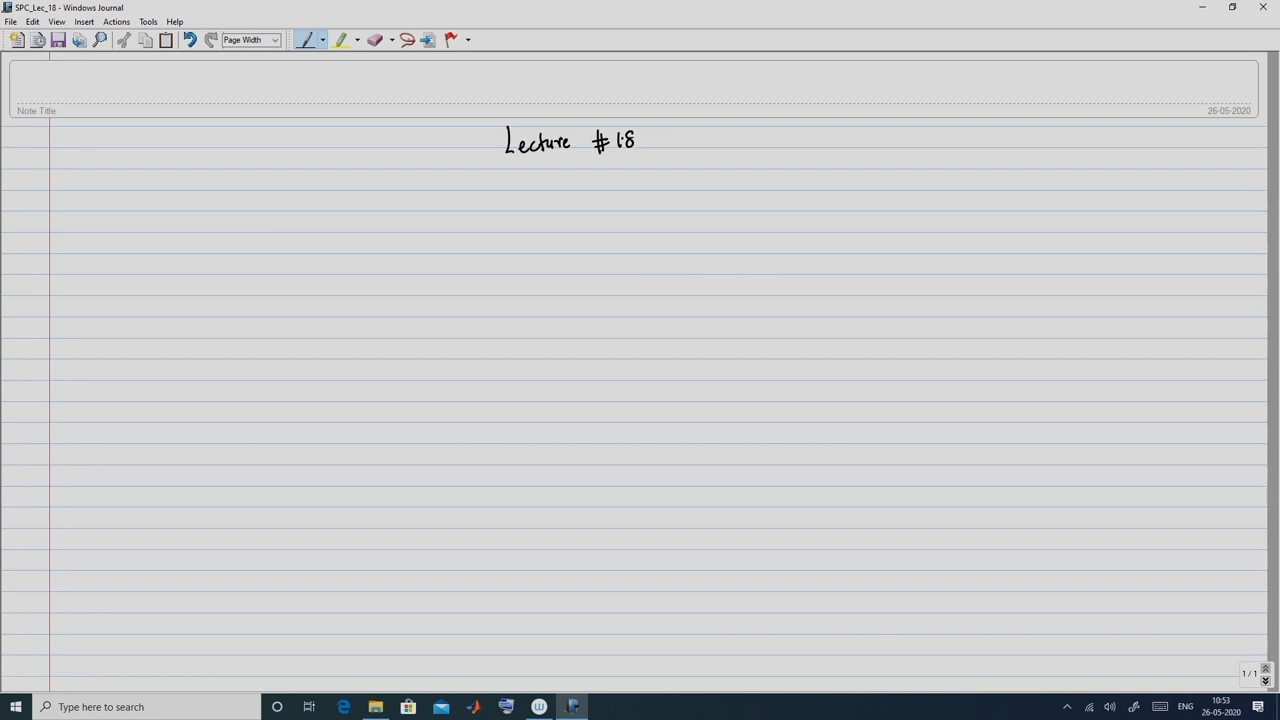 SPC_Lec_18 - Windows Journal
File Edit View Insert Actions Tools Help
Page Width
Note Title
26-05-2020
Lecture # 18
1 / 1
Type here to search
ENG
10:53
26-05-2020